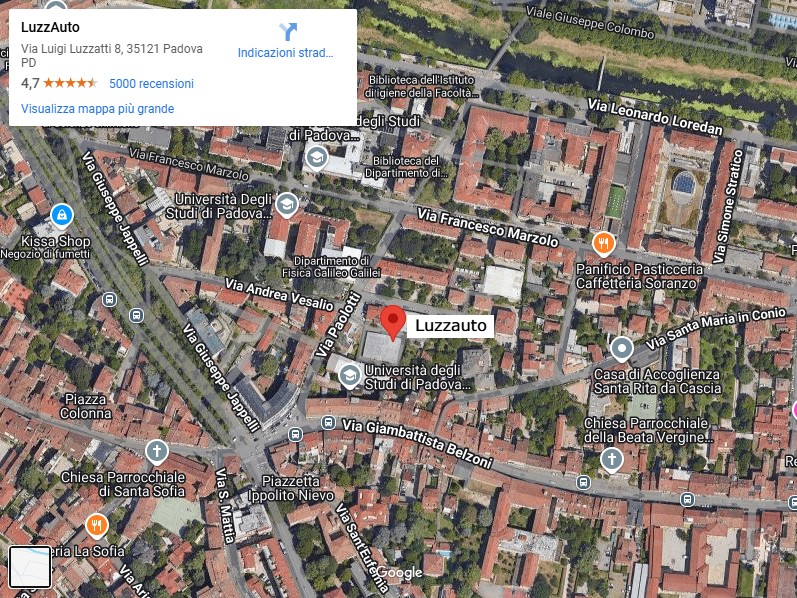 LuzzAuto
Via Luigi Luzzatti 8, 35121 Padova
PD
4,7
5000 recensioni
Visualizza mappa più grande
Indicazioni strad...
Viale Giuseppe Colombo
Biblioteca dell'Istituto
di igiene della Facoltà...
degli Studi
di Padova...
Via Leonardo Loredan
Via Francesco Marzolo
Biblioteca del
Dipartimento di...
Via Giuseppe Jappelli
Università Degli
Studi di Padova...
Via Francesco Marzolo
Via Simone Stratico
Kissa Shop
Negozio di fumetti
Dipartimento di
Fisica Galileo Galilei
Panificio Pasticceria
Caffetteria Soranzo
Via Andrea Vesalio
Via Paolotti
Luzzauto
Via Santa Maria in Conio
Via Giuseppe Jappelli
Università degli
Studi di Padova...
Casa di Accoglienza
Santa Rita da Cascia
Piazza
Colonna
Via Giambattista Belzoni
Chiesa Parrocchiale
della Beata Vergine...
Chiesa Parrocchiale
di Santa Sofia
Piazzetta
Ippolito Nievo
Via S. Mattia
Via Sant'Eufemia
eria La Sofia
Google